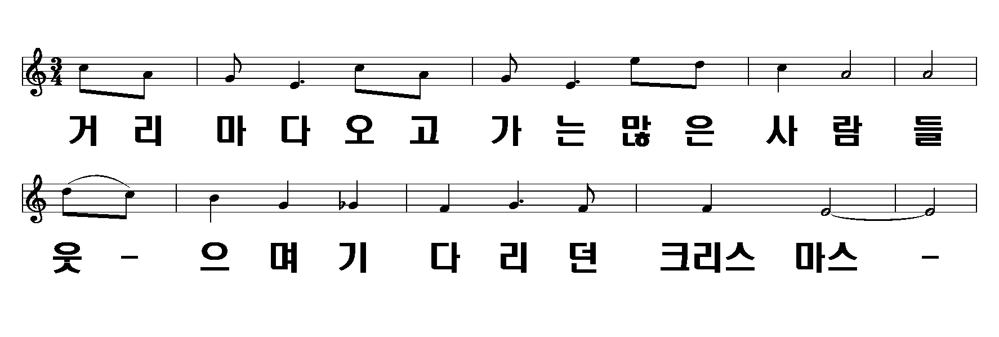 거 리 마 다 오 고 가 는 많 은 사 람 들
웃 - 으 며 기 다 리 던 크리스 마스 -